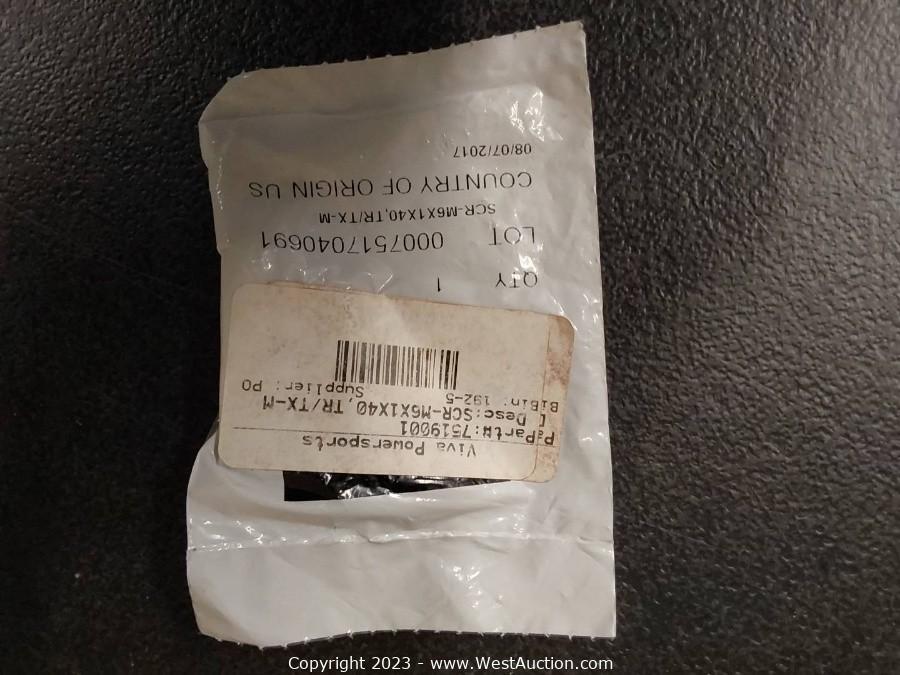 QTY 1
LOT 0007517040691
SCR-M6X1X40,TR/TX-M
COUNTRY OF ORIGIN US
08/07/2017
Viva Powersports
Part#:7519001
Desc:SCR-M6X1X40,TR/TX-M
Bin: 192-5 Supplier: PO
Copyright 2023 - www.WestAuction.com